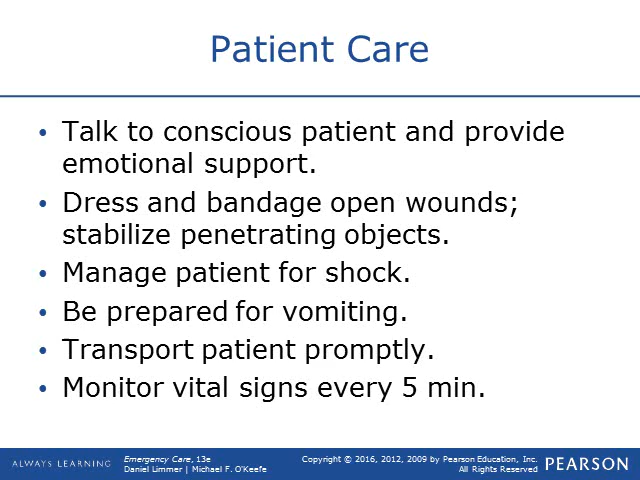 Patient Care
• Talk to conscious patient and provide
emotional support.
• Dress and bandage open wounds;
stabilize penetrating objects.
• Manage patient for shock.
• Be prepared for vomiting.
• Transport patient promptly.
• Monitor vital signs every 5 min.
ALWAYS LEARNING
Emergency Care, 13e
Daniel Limmer | Michael F. O'Keefe
Copyright © 2016, 2012, 2009 by Pearson Education, Inc.
All Rights Reserved
PEARSON